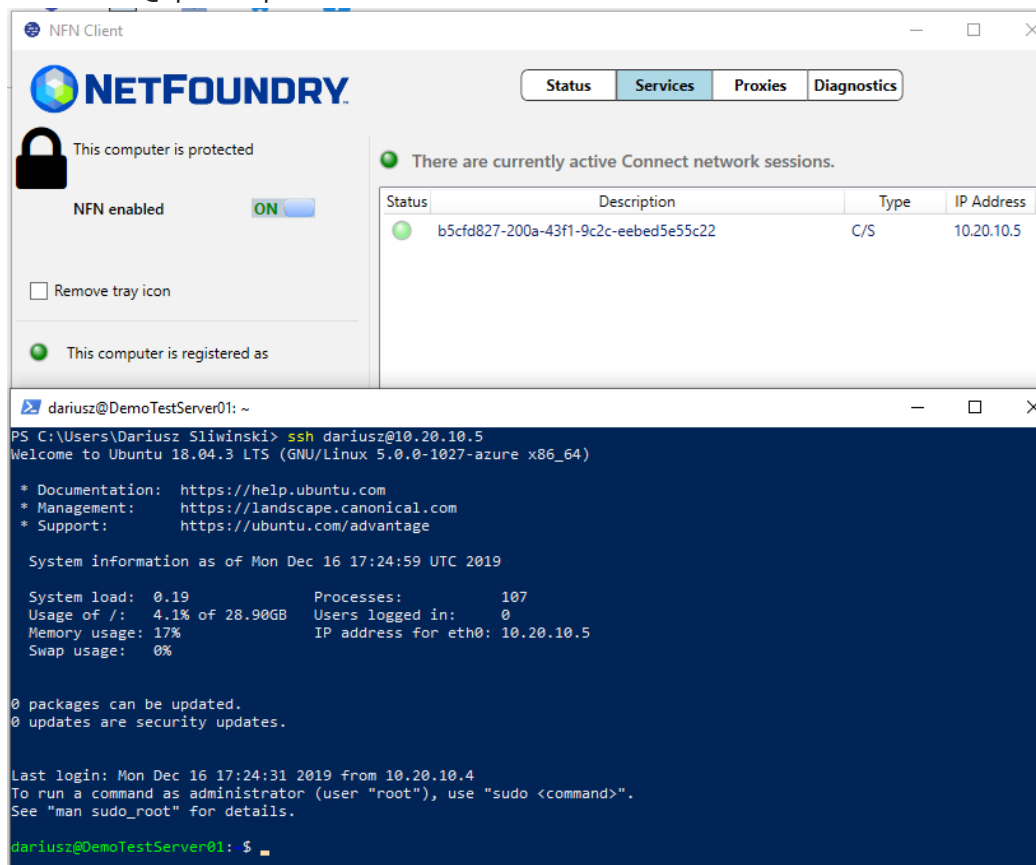 NFN Client
NETFOUNDRY
Status Services Proxies Diagnostics
This computer is protected
There are currently active Connect network sessions.
NFN enabled ON
Status Description Type IP Address
b5cfd827-200a-43f1-9c2c-eebed5e55c22 C/S 10.20.10.5
Remove tray icon
This computer is registered as
dariusz@DemoTestServer01: ~
PS C:\Users\Dariusz Sliwinski> ssh dariusz@10.20.10.5
Welcome to Ubuntu 18.04.3 LTS (GNU/Linux 5.0.0-1027-azure x86_64)
* Documentation: https://help.ubuntu.com
* Management: https://landscape.canonical.com
* Support: https://ubuntu.com/advantage
System information as of Mon Dec 16 17:24:59 UTC 2019
System load: 0.19 Processes: 107
Usage of /: 4.1% of 28.90GB Users logged in: 0
Memory usage: 17% IP address for eth0: 10.20.10.5
Swap usage: 0%
0 packages can be updated.
0 updates are security updates.
Last login: Mon Dec 16 17:24:31 2019 from 10.20.10.4
To run a command as administrator (user "root"), use "sudo <command>".
See "man sudo_root" for details.
dariusz@DemoTestServer01: $